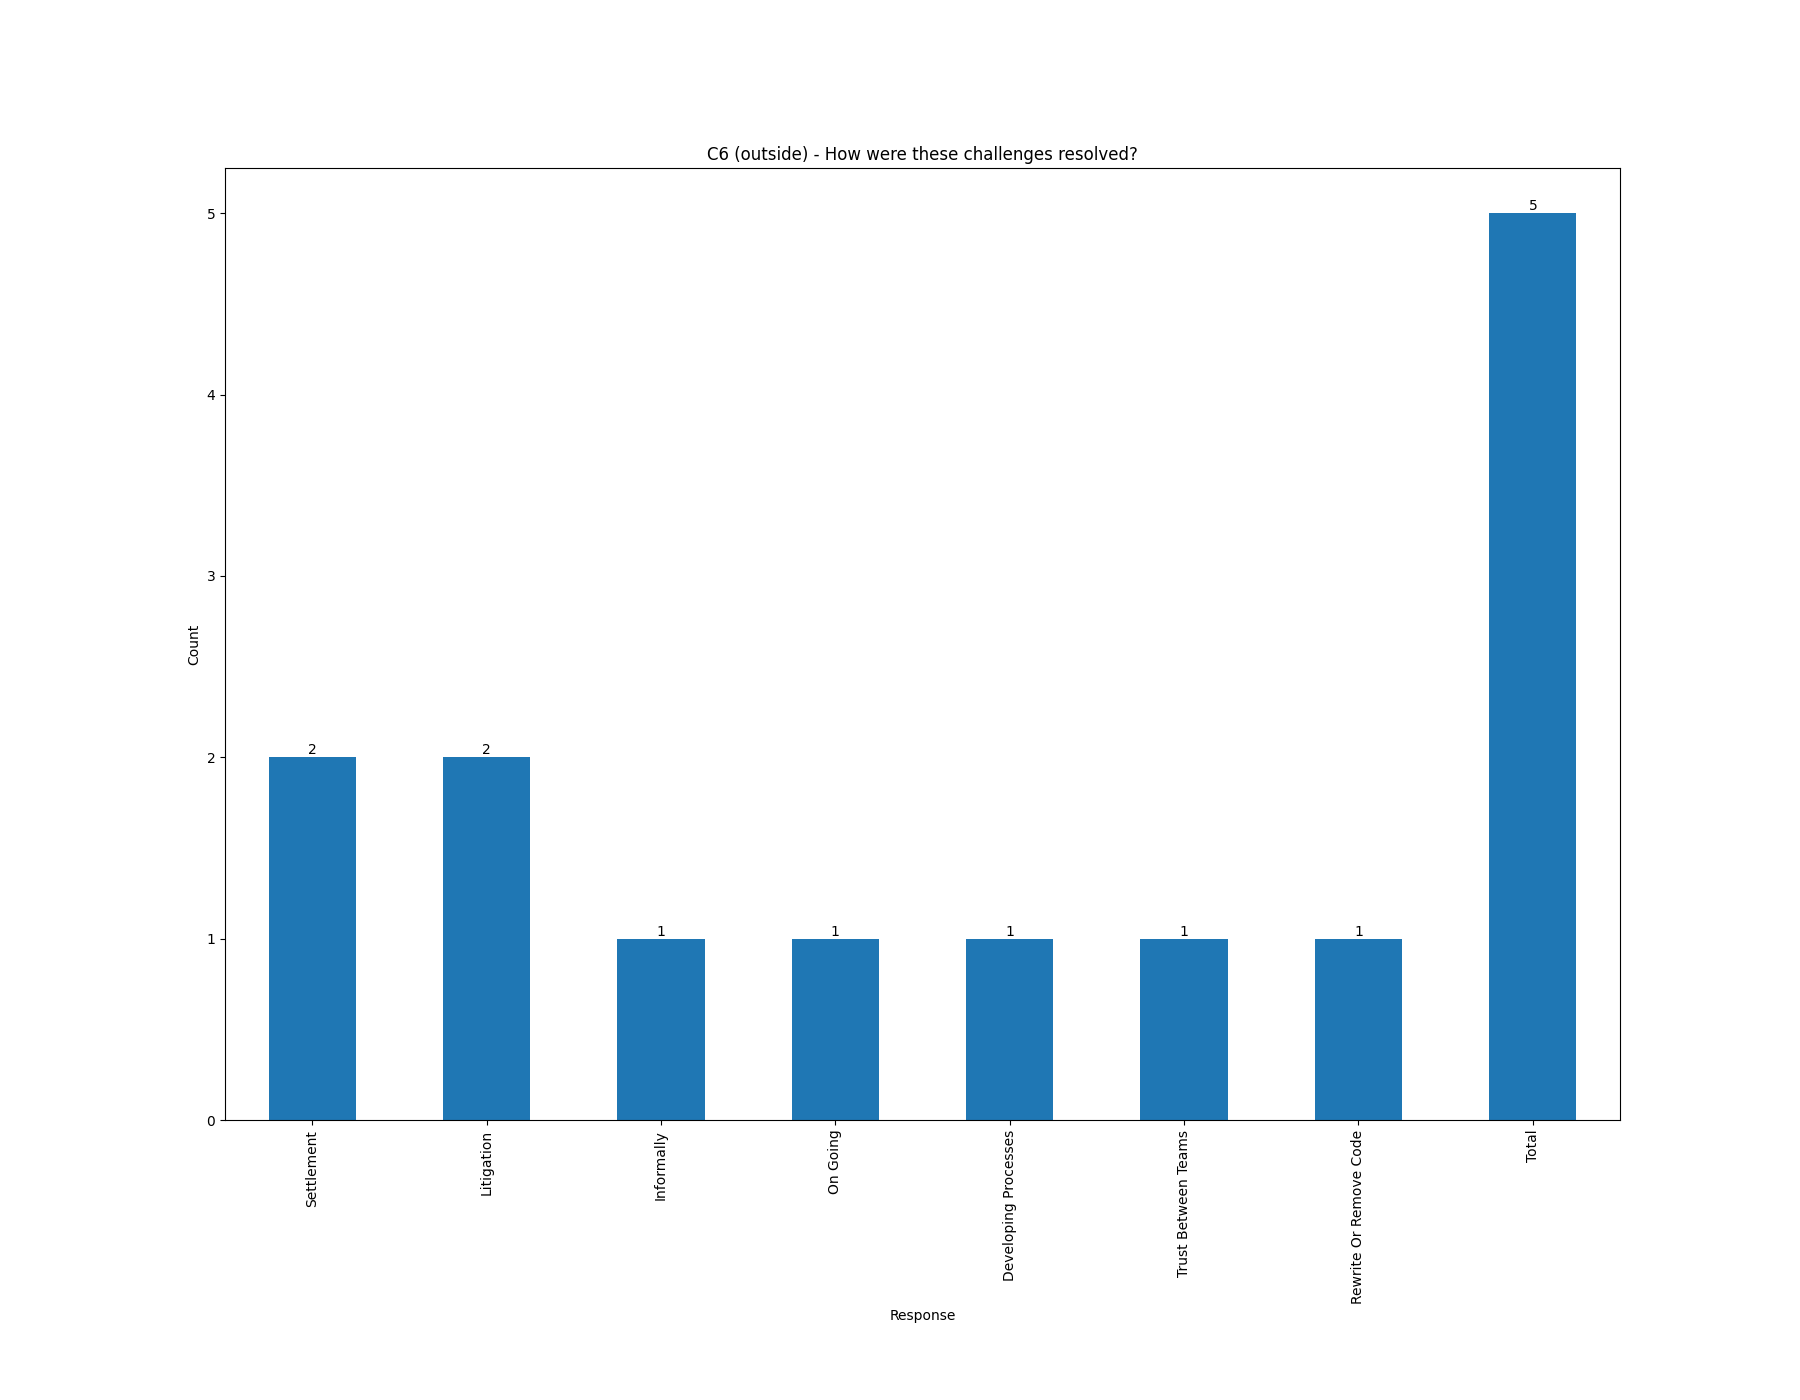 C6 (outside) - How were these challenges resolved?
5
4
3
2
1
0
Count
2
2
1
1
1
1
1
5
Settlement
Litigation
Informally
On Going
Developing Processes
Trust Between Teams
Rewrite Or Remove Code
Total
Response